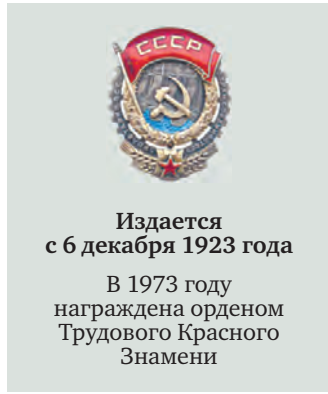 СССР
Издается
с 6 декабря 1923 года
В 1973 году
награждена орденом
Трудового Красного
Знамени